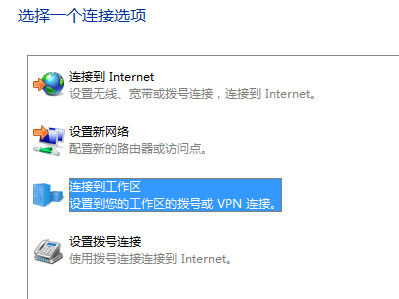 选择一个连接选项
连接到 Internet
设置无线、宽带或拨号连接，连接到 Internet。
设置新网络
配置新的路由器或访问点。
连接到工作区
设置到您的工作区的拨号或 VPN 连接。
设置拨号连接
使用拨号连接连接到 Internet。